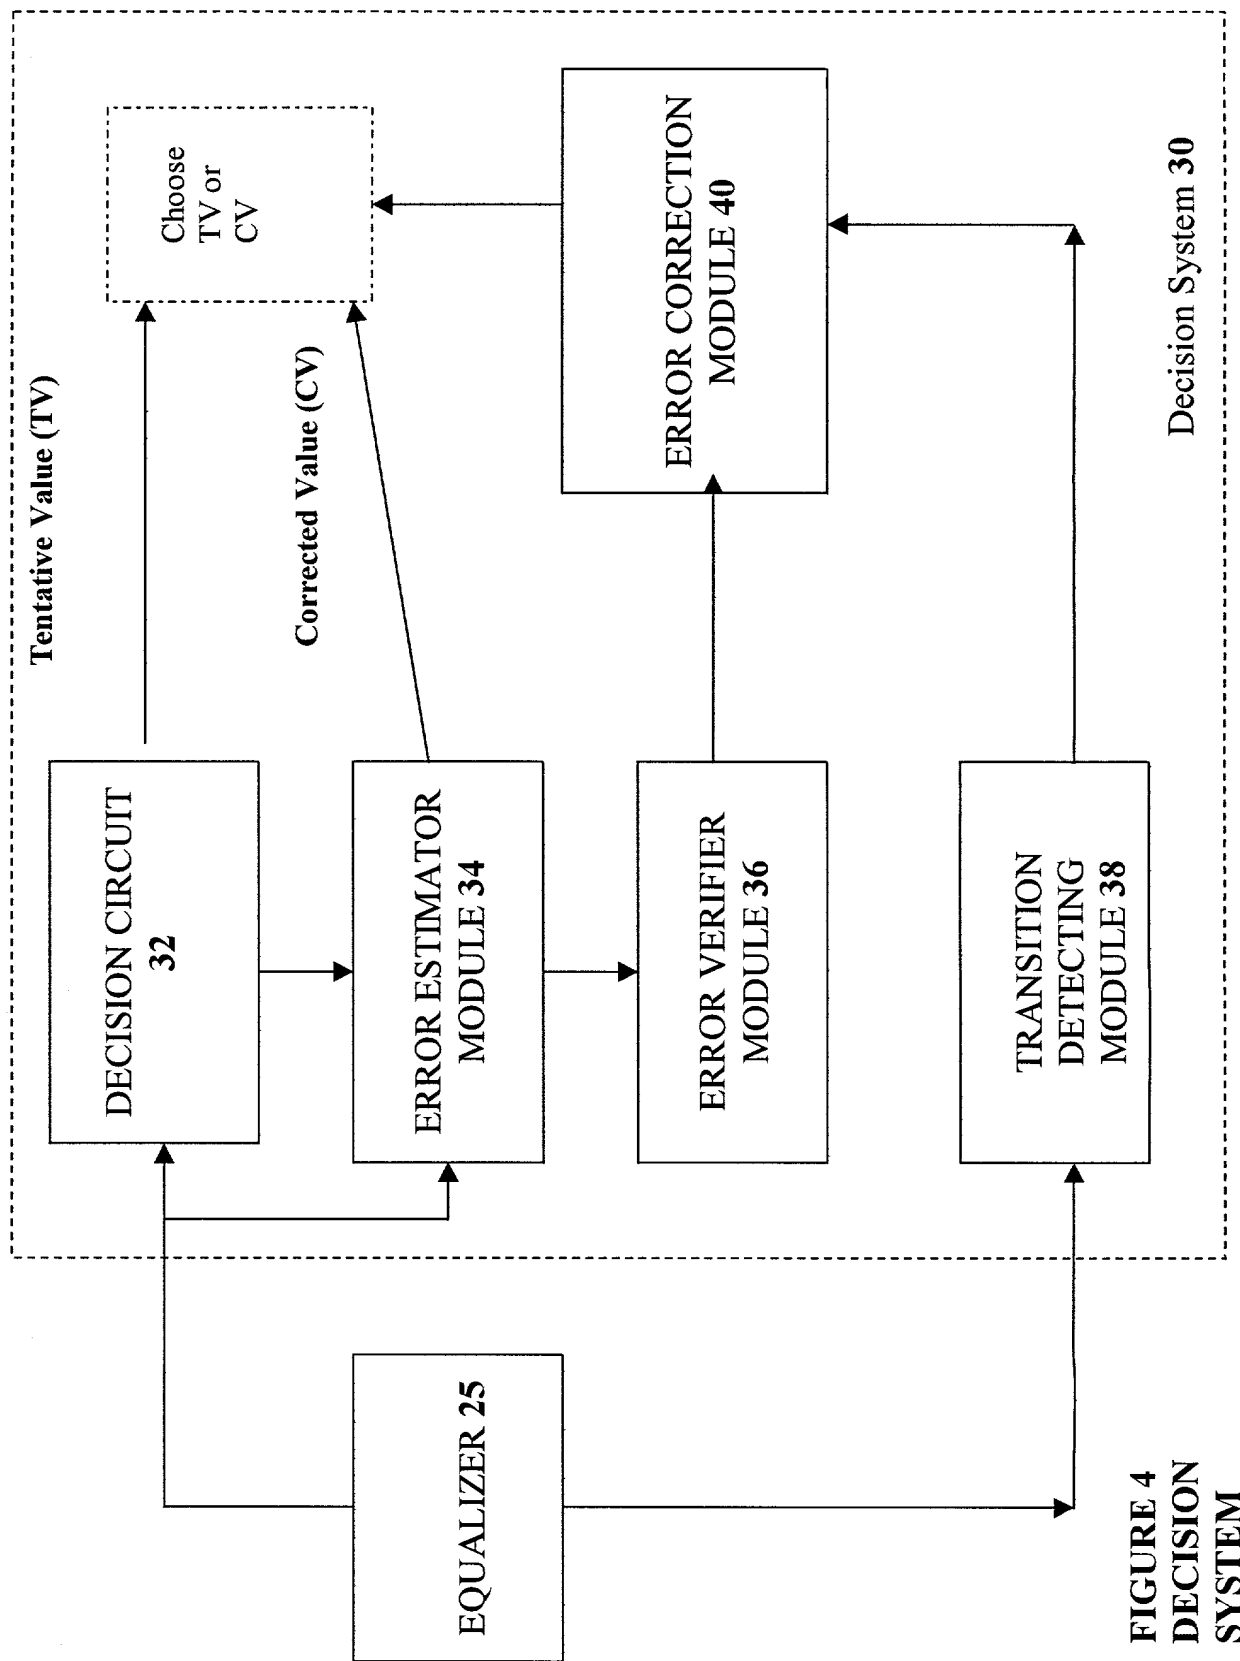 Tentative Value (TV)
Choose
TV or
CV
Corrected Value (CV)
DECISION CIRCUIT
32
ERROR ESTIMATOR
MODULE 34
ERROR CORRECTION
MODULE 40
ERROR VERIFIER
MODULE 36
TRANSITION
DETECTING
MODULE 38
Decision System 30
EQUALIZER 25
FIGURE 4
DECISION
SYSTEM